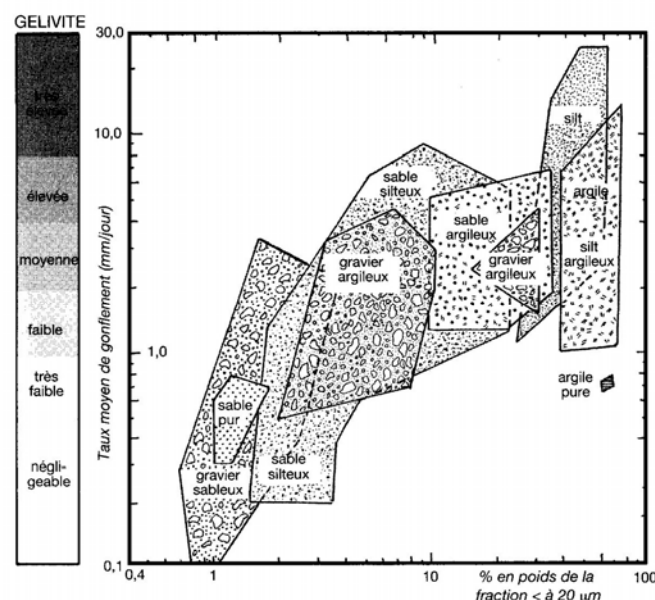 GELIVITE
très
élevée
élevée
moyenne
faible
très
faible
négli-
geable
Taux moyen de gonflement (mm/jour)
30,0
10,0
1,0
0,1
silt
sable
silteux
argile
sable
argileux
gravier
argileux
gravier
argileux
silt
argileux
argile
pure
sable
pur
sable
silteux
gravier
sableux
0,4
1
10
100
% en poids de la
fraction < à 20 µm